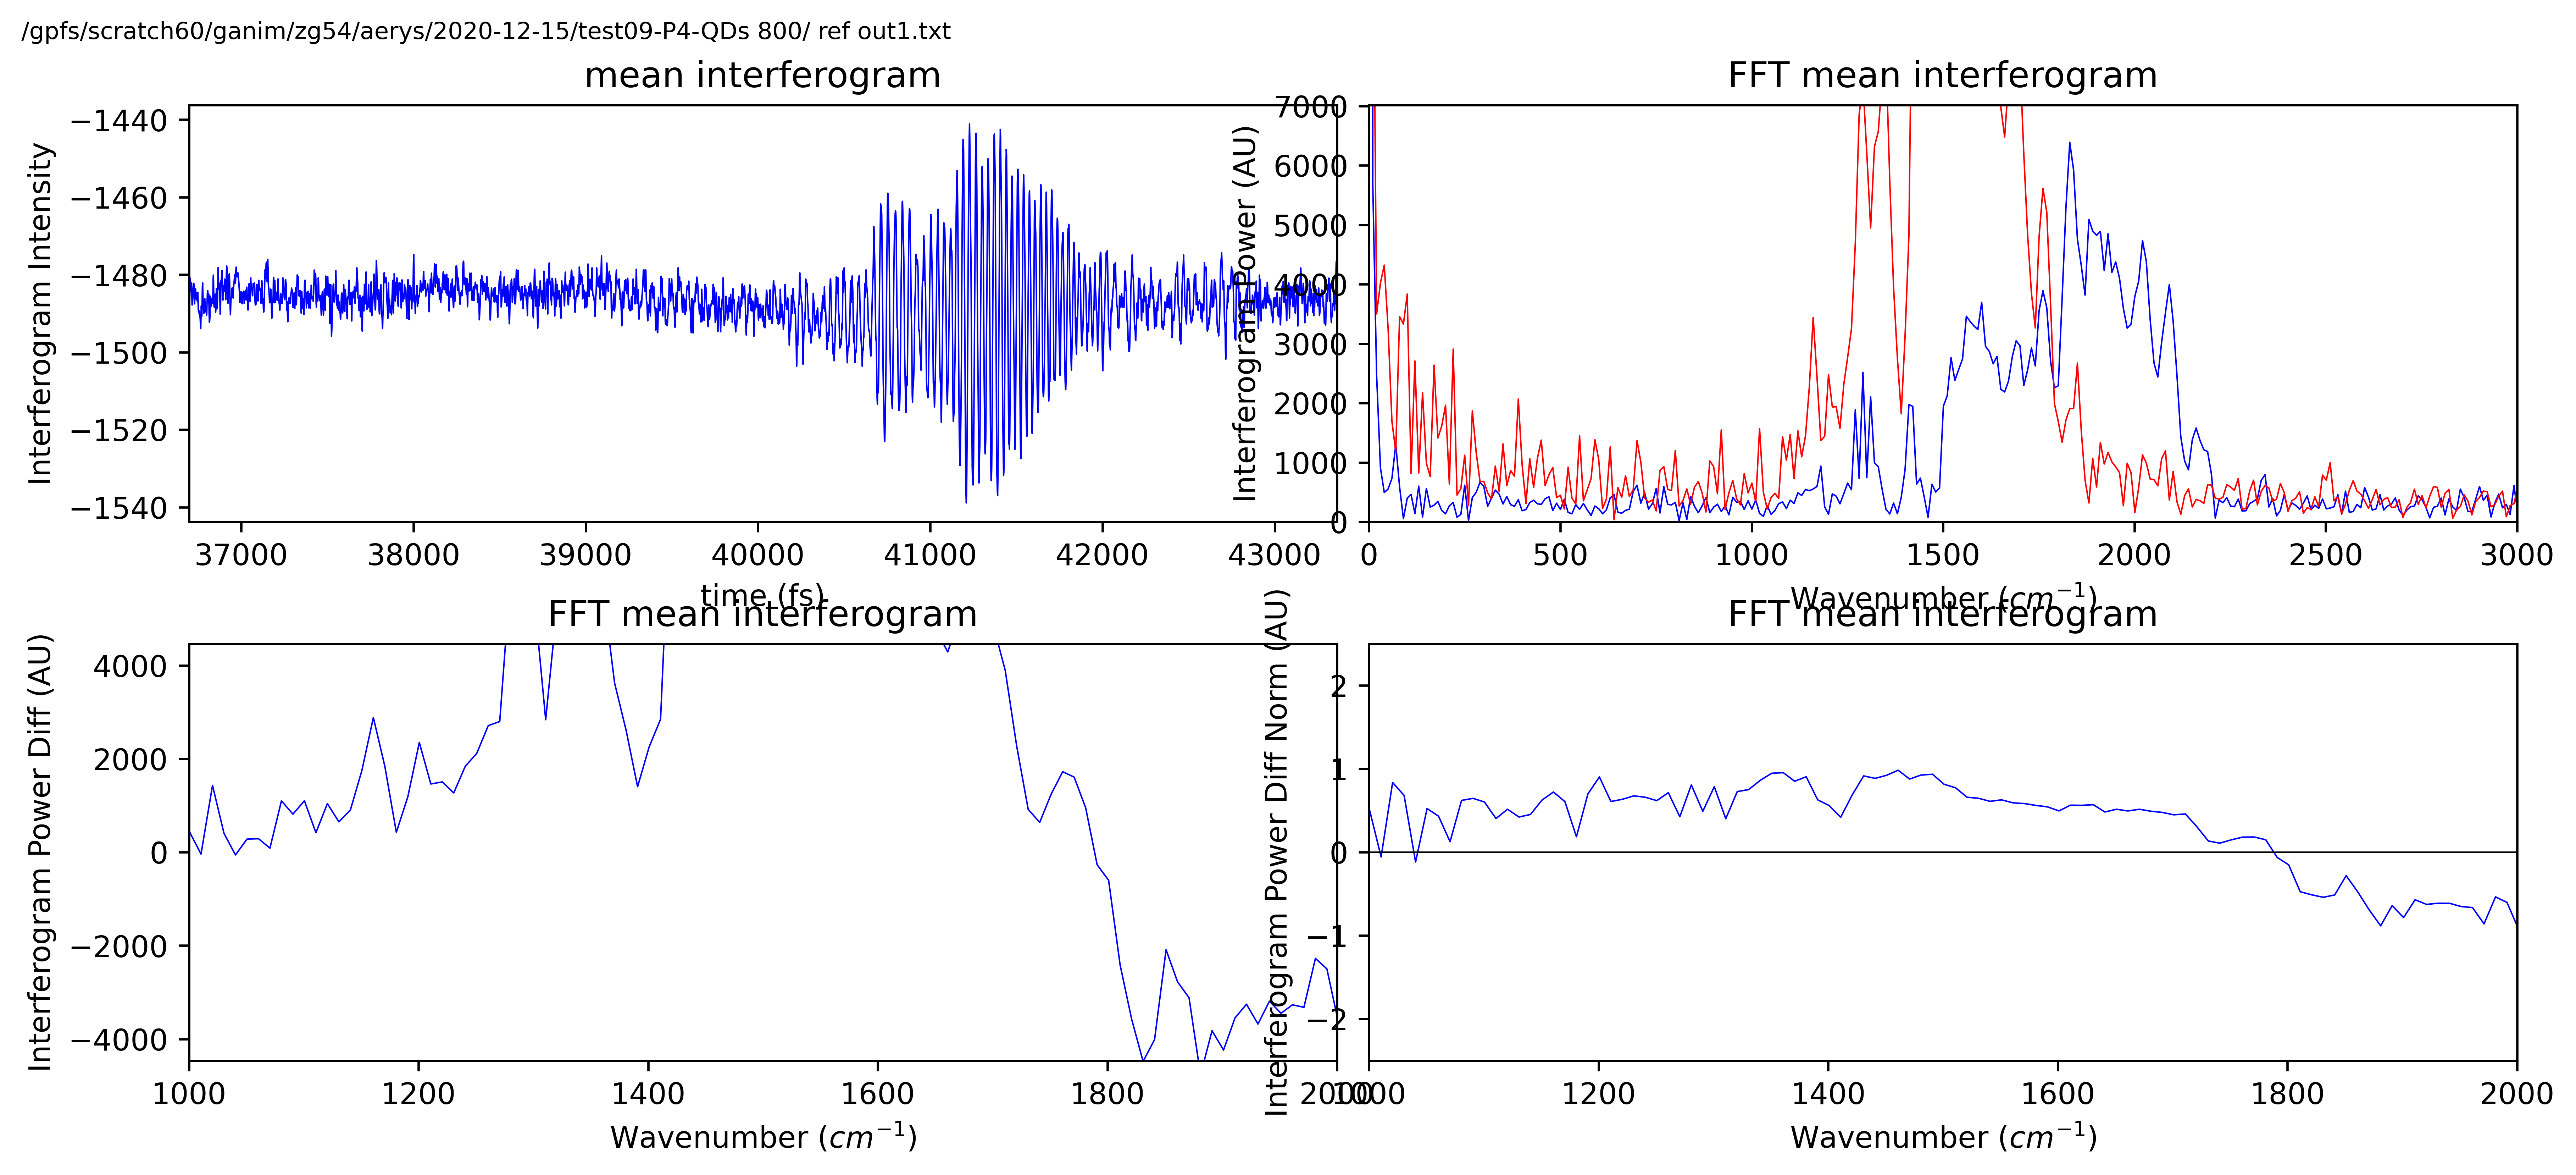 /gpfs/scratch60/ganim/zg54/aerys/2020-12-15/test09-P4-QDs 800/ ref out1.txt
mean interferogram
Interferogram Intensity
−1440
−1460
−1480
−1500
−1520
−1540
37000 38000 39000 40000 41000 42000 43000
time (fs)
FFT mean interferogram
Interferogram Power (AU)
7000
6000
5000
4000
3000
2000
1000
0
0 500 1000 1500 2000 2500 3000
Wavenumber (cm⁻¹)
FFT mean interferogram
Interferogram Power Diff (AU)
4000
2000
0
−2000
−4000
1000 1200 1400 1600 1800 2000
Wavenumber (cm⁻¹)
FFT mean interferogram
Interferogram Power Diff Norm (AU)
2
1
0
−1
−2
1000 1200 1400 1600 1800 2000
Wavenumber (cm⁻¹)